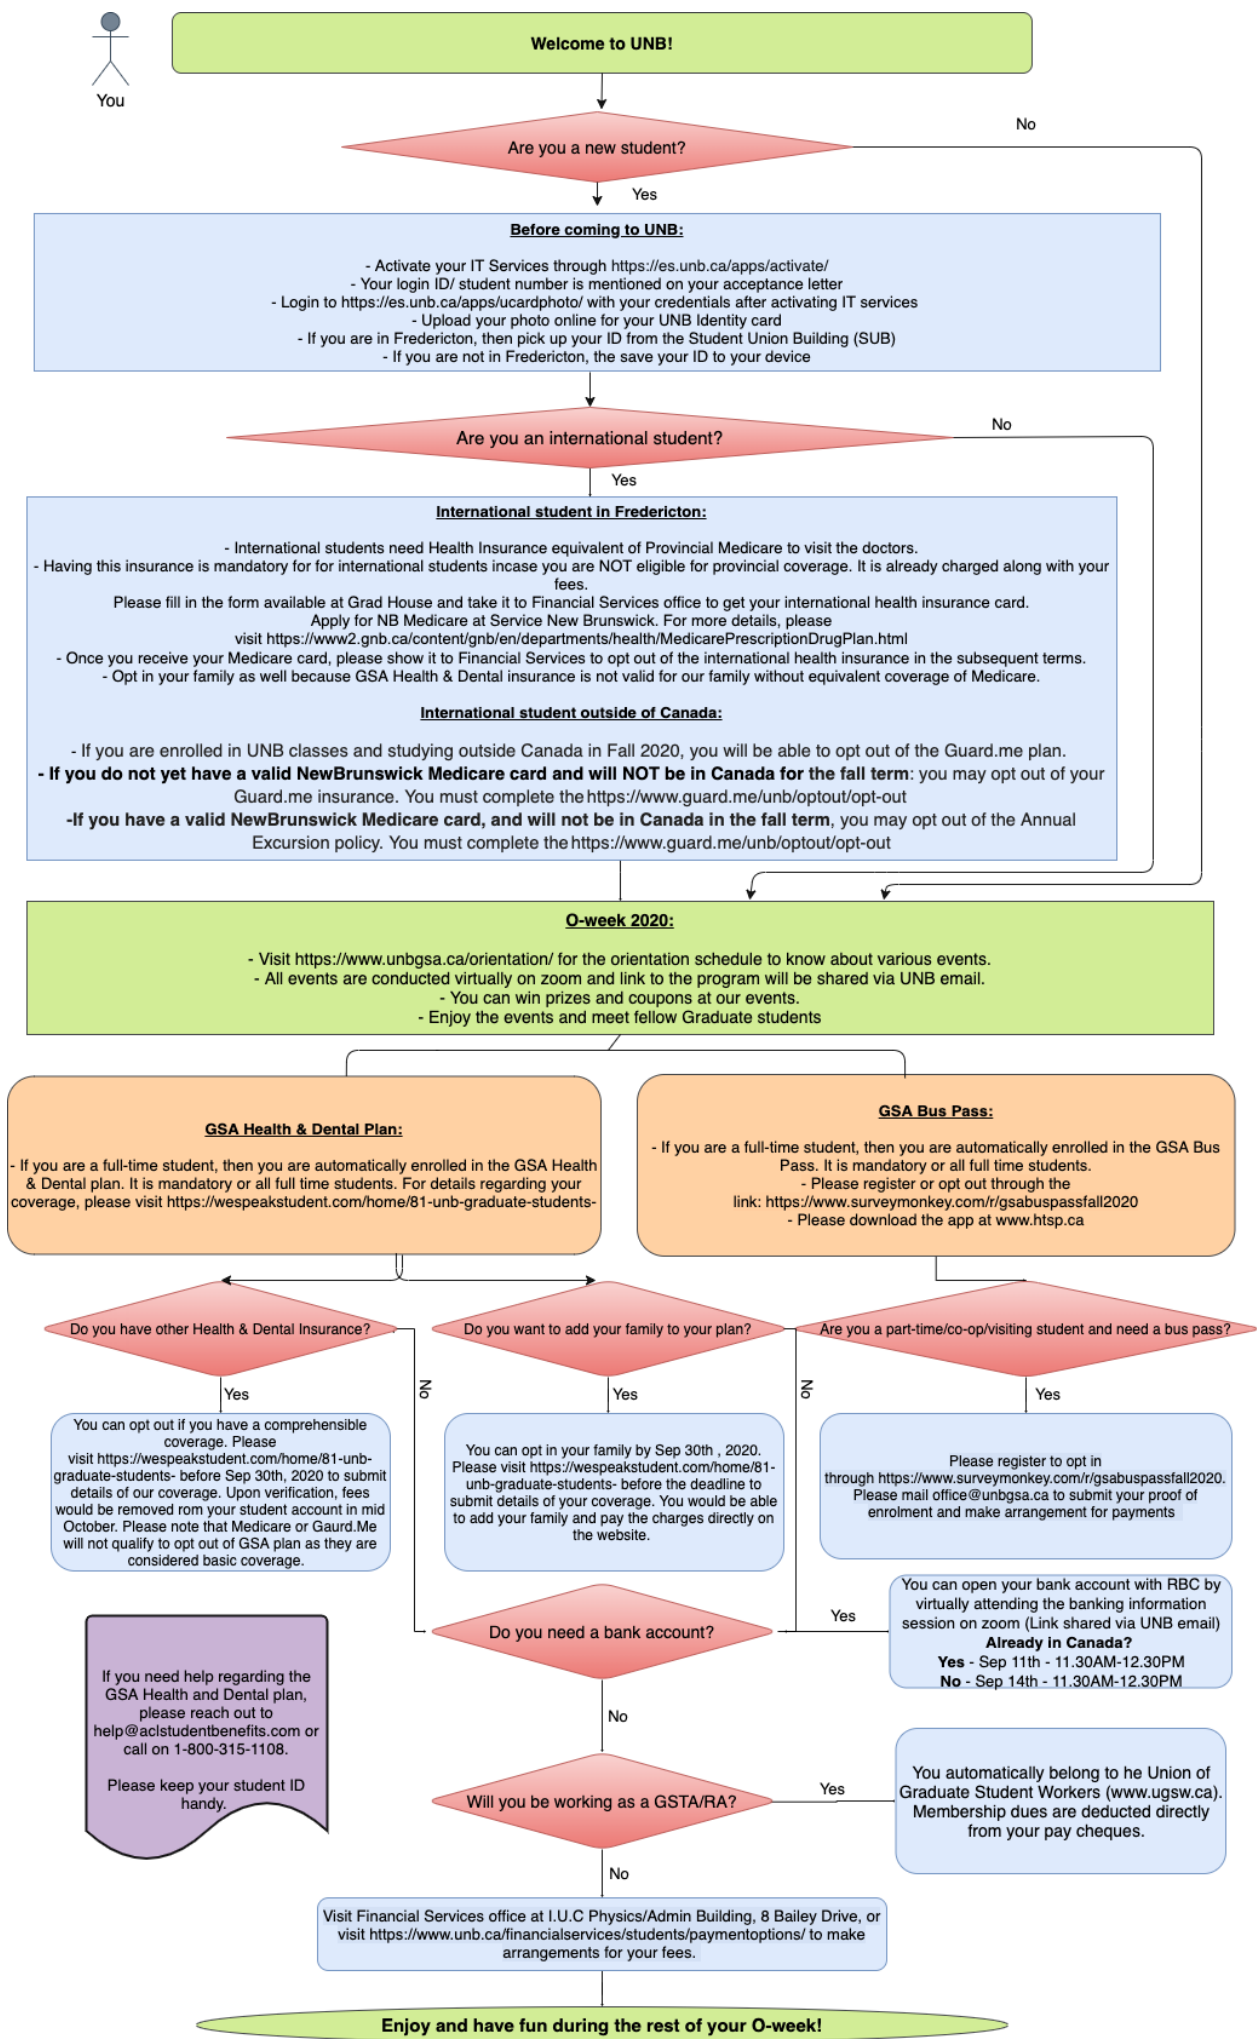 Welcome to UNB!
You
Are you a new student?
No
Yes
Before coming to UNB:
- Activate your IT Services through https://es.unb.ca/apps/activate/
- Your login ID/ student number is mentioned on your acceptance letter
- Login to https://es.unb.ca/apps/ucardphoto/ with your credentials after activating IT services
- Upload your photo online for your UNB Identity card
- If you are in Fredericton, then pick up your ID from the Student Union Building (SUB)
- If you are not in Fredericton, the save your ID to your device
Are you an international student?
No
Yes
International student in Fredericton:
- International students need Health Insurance equivalent of Provincial Medicare to visit the doctors.
- Having this insurance is mandatory for for international students incase you are NOT eligible for provincial coverage. It is already charged along with your
fees.
Please fill in the form available at Grad House and take it to Financial Services office to get your international health insurance card.
Apply for NB Medicare at Service New Brunswick. For more details, please
visit https://www2.gnb.ca/content/gnb/en/departments/health/MedicarePrescriptionDrugPlan.html
- Once you receive your Medicare card, please show it to Financial Services to opt out of the international health insurance in the subsequent terms.
- Opt in your family as well because GSA Health & Dental insurance is not valid for our family without equivalent coverage of Medicare.
International student outside of Canada:
- If you are enrolled in UNB classes and studying outside Canada in Fall 2020, you will be able to opt out of the Guard.me plan.
- If you do not yet have a valid NewBrunswick Medicare card and will NOT be in Canada for the fall term: you may opt out of your
Guard.me insurance. You must complete the https://www.guard.me/unb/optout/opt-out
-If you have a valid NewBrunswick Medicare card, and will not be in Canada in the fall term, you may opt out of the Annual
Excursion policy. You must complete the https://www.guard.me/unb/optout/opt-out
O-week 2020:
- Visit https://www.unbgsa.ca/orientation/ for the orientation schedule to know about various events.
- All events are conducted virtually on zoom and link to the program will be shared via UNB email.
- You can win prizes and coupons at our events.
- Enjoy the events and meet fellow Graduate students
GSA Health & Dental Plan:
- If you are a full-time student, then you are automatically enrolled in the GSA Health
& Dental plan. It is mandatory or all full time students. For details regarding your
coverage, please visit https://wespeakstudent.com/home/81-unb-graduate-students-
GSA Bus Pass:
- If you are a full-time student, then you are automatically enrolled in the GSA Bus
Pass. It is mandatory or all full time students.
- Please register or opt out through the
link: https://www.surveymonkey.com/r/gsabuspassfall2020
- Please download the app at www.htsp.ca
Do you have other Health & Dental Insurance?
Do you want to add your family to your plan?
Are you a part-time/co-op/visiting student and need a bus pass?
Yes
No
Yes
No
Yes
You can opt out if you have a comprehensible
coverage. Please
visit https://wespeakstudent.com/home/81-unb-
graduate-students- before Sep 30th, 2020 to submit
details of our coverage. Upon verification, fees
would be removed rom your student account in mid
October. Please note that Medicare or Gaurd.Me
will not qualify to opt out of GSA plan as they are
considered basic coverage.
You can opt in your family by Sep 30th , 2020.
Please visit https://wespeakstudent.com/home/81-
unb-graduate-students- before the deadline to
submit details of your coverage. You would be able
to add your family and pay the charges directly on
the website.
Please register to opt in
through https://www.surveymonkey.com/r/gsabuspassfall2020.
Please mail office@unbgsa.ca to submit your proof of
enrolment and make arrangement for payments
Do you need a bank account?
Yes
You can open your bank account with RBC by
virtually attending the banking information
session on zoom (Link shared via UNB email)
Already in Canada?
Yes - Sep 11th - 11.30AM-12.30PM
No - Sep 14th - 11.30AM-12.30PM
If you need help regarding the
GSA Health and Dental plan,
please reach out to
help@aclstudentbenefits.com or
call on 1-800-315-1108.
Please keep your student ID
handy.
No
Will you be working as a GSTA/RA?
Yes
You automatically belong to he Union of
Graduate Student Workers (www.ugsw.ca).
Membership dues are deducted directly
from your pay cheques.
No
Visit Financial Services office at I.U.C Physics/Admin Building, 8 Bailey Drive, or
visit https://www.unb.ca/financialservices/students/paymentoptions/ to make
arrangements for your fees.
Enjoy and have fun during the rest of your O-week!